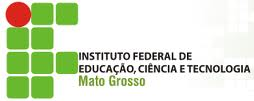 INSTITUTO FEDERAL DE
EDUCAÇÃO, CIÊNCIA E TECNOLOGIA
Mato Grosso